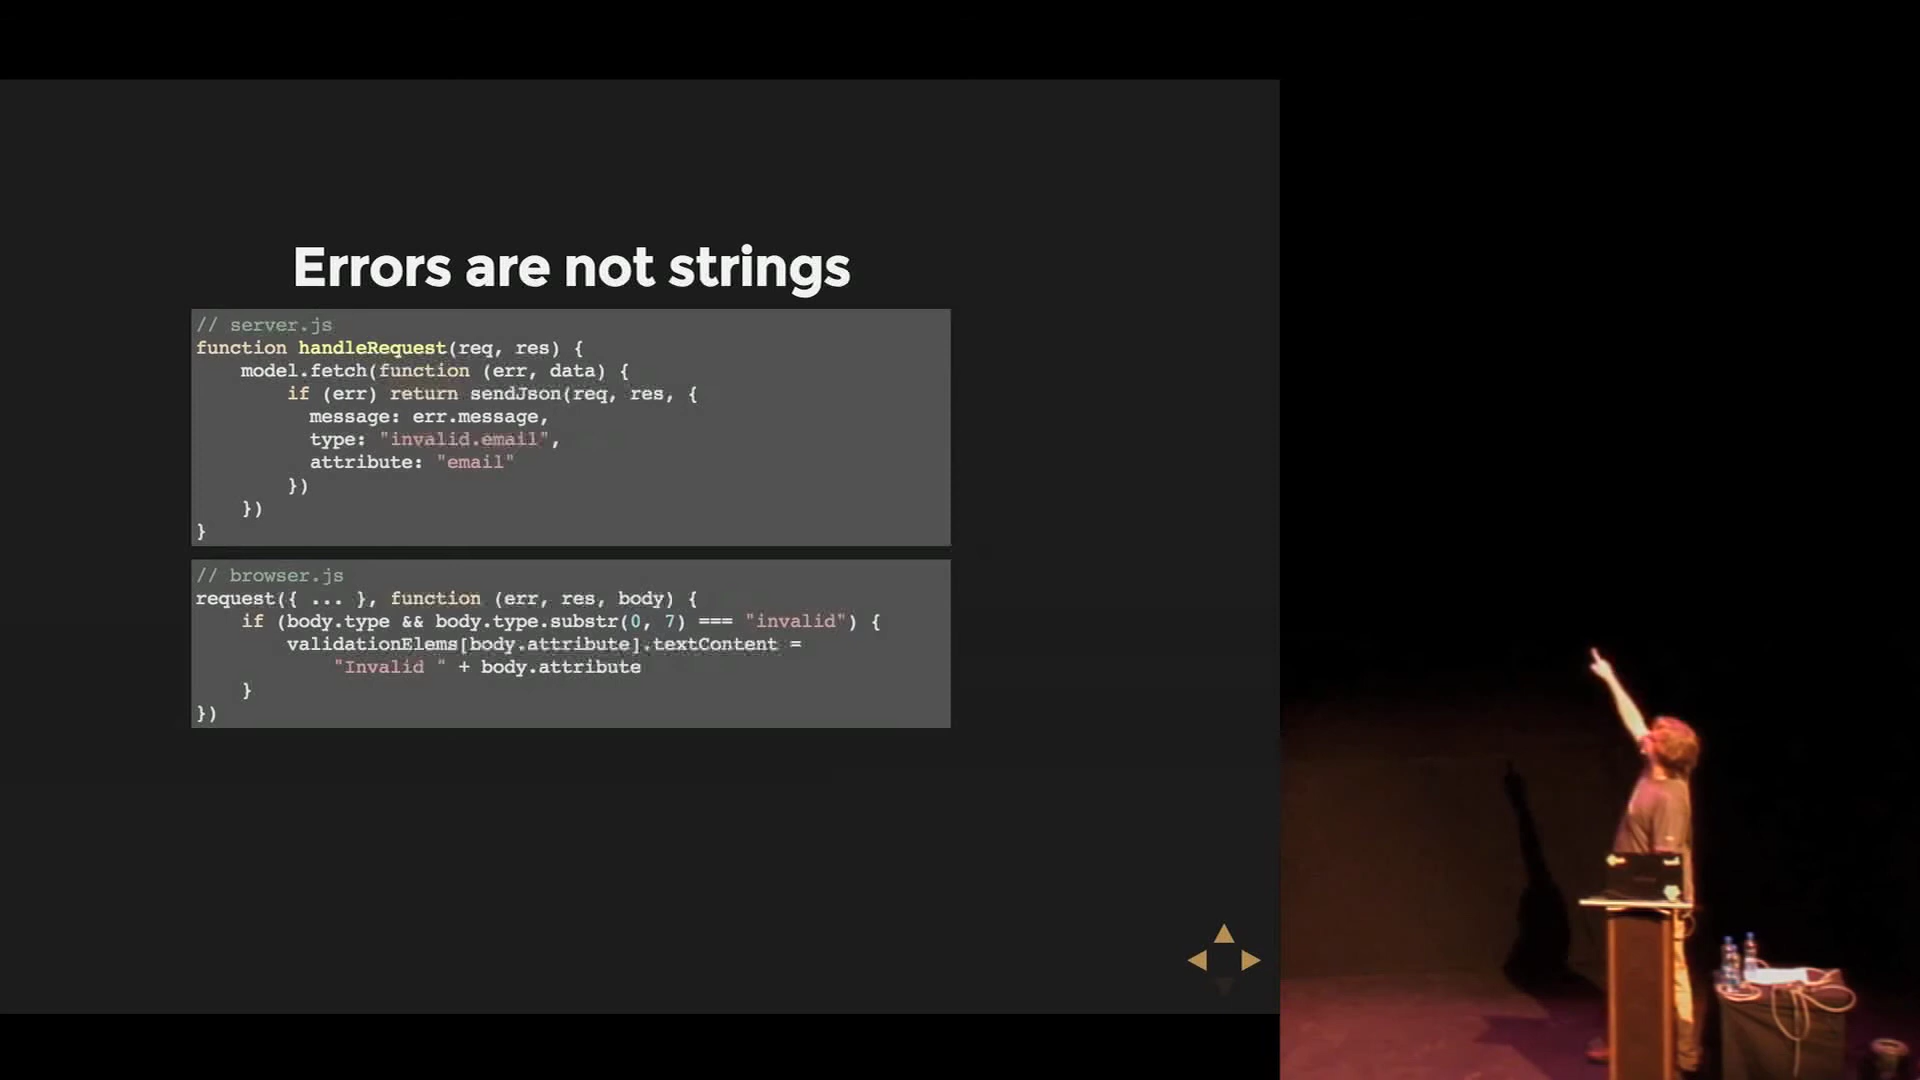 Errors are not strings
// server.js
function handleRequest(req, res) {
    model.fetch(function (err, data) {
        if (err) return sendJson(req, res, {
          message: err.message,
          type: "invalid.email",
          attribute: "email"
        })
    })
}
// browser.js
request({ ... }, function (err, res, body) {
    if (body.type && body.type.substr(0, 7) === "invalid") {
        validationElems[body.attribute].textContent =
            "Invalid " + body.attribute
    }
})